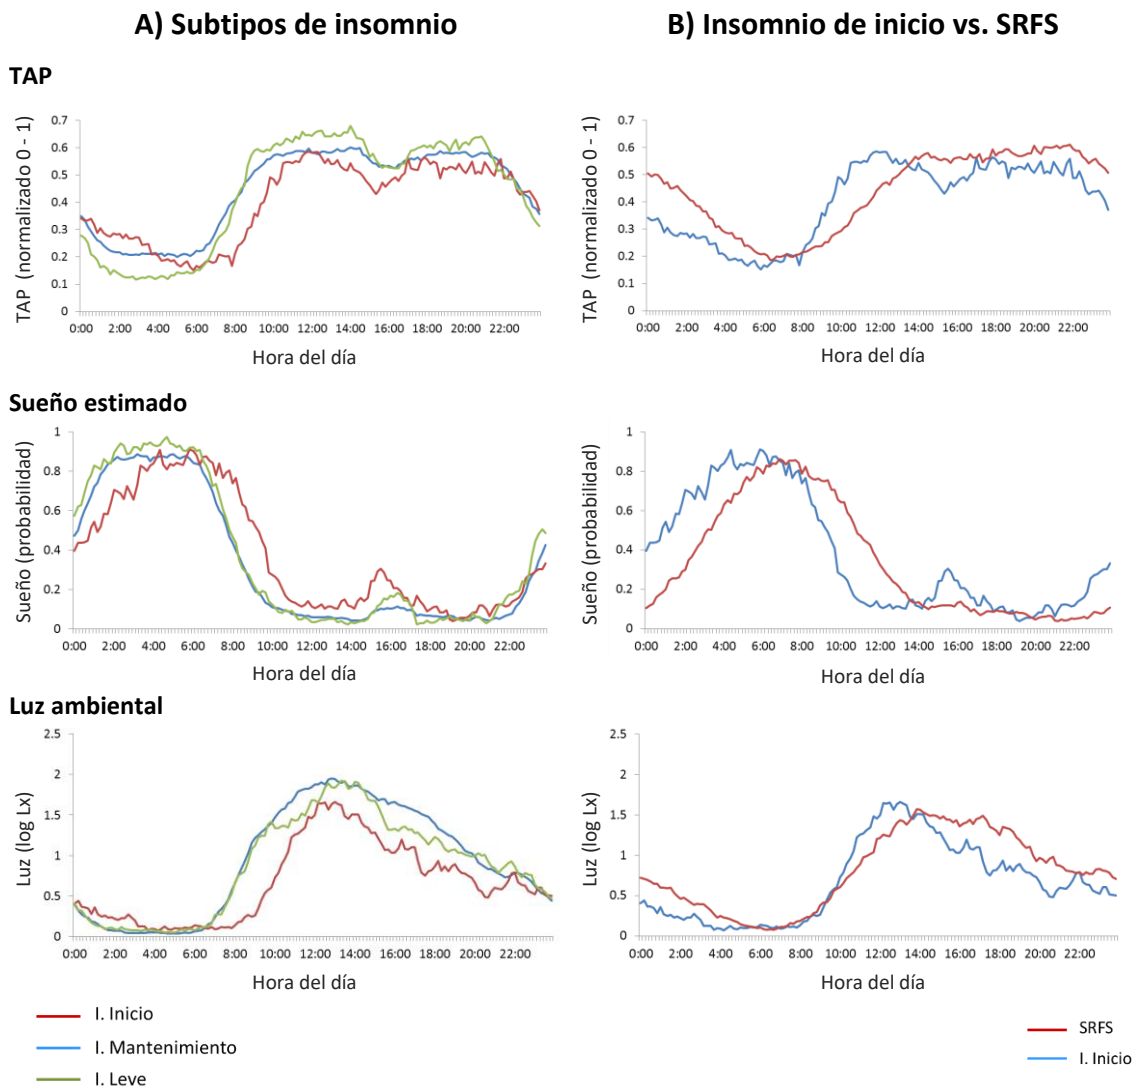 A) Subtipos de insomnio
B) Insomnio de inicio vs. SRFS
TAP
TAP (normalizado 0 - 1)
0.7
0.6
0.5
0.4
0.3
0.2
0.1
0
0:00 2:00 4:00 6:00 8:00 10:00 12:00 14:00 16:00 18:00 20:00 22:00
Hora del día
TAP (normalizado 0 - 1)
0.7
0.6
0.5
0.4
0.3
0.2
0.1
0
0:00 2:00 4:00 6:00 8:00 10:00 12:00 14:00 16:00 18:00 20:00 22:00
Hora del día
Sueño estimado
Sueño (probabilidad)
1
0.8
0.6
0.4
0.2
0
0:00 2:00 4:00 6:00 8:00 10:00 12:00 14:00 16:00 18:00 20:00 22:00
Hora del día
Sueño (probabilidad)
1
0.8
0.6
0.4
0.2
0
0:00 2:00 4:00 6:00 8:00 10:00 12:00 14:00 16:00 18:00 20:00 22:00
Hora del día
Luz ambiental
Luz (log Lx)
2.5
2
1.5
1
0.5
0
0:00 2:00 4:00 6:00 8:00 10:00 12:00 14:00 16:00 18:00 20:00 22:00
Hora del día
Luz (log Lx)
2.5
2
1.5
1
0.5
0
0:00 2:00 4:00 6:00 8:00 10:00 12:00 14:00 16:00 18:00 20:00 22:00
Hora del día
I. Inicio
I. Mantenimiento
I. Leve
SRFS
I. Inicio